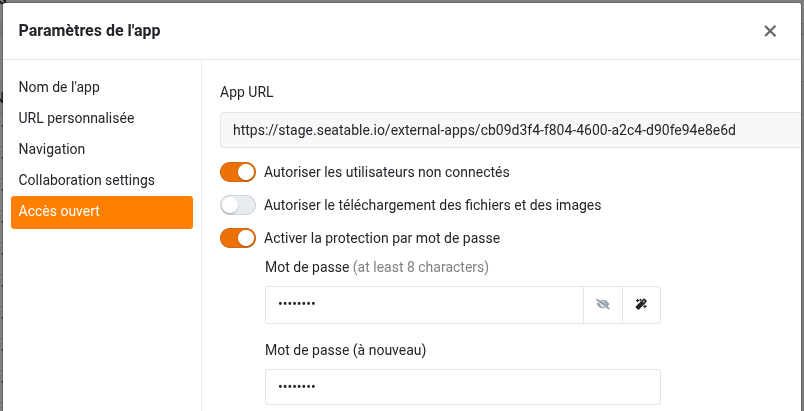 Paramètres de l'app
Nom de l'app
URL personnalisée
Navigation
Collaboration settings
Accès ouvert
App URL
https://stage.seatable.io/external-apps/cb09d3f4-f804-4600-a2c4-d90fe94e8e6d
Autoriser les utilisateurs non connectés
Autoriser le téléchargement des fichiers et des images
Activer la protection par mot de passe
Mot de passe (at least 8 characters)
••••••••
Mot de passe (à nouveau)
••••••••